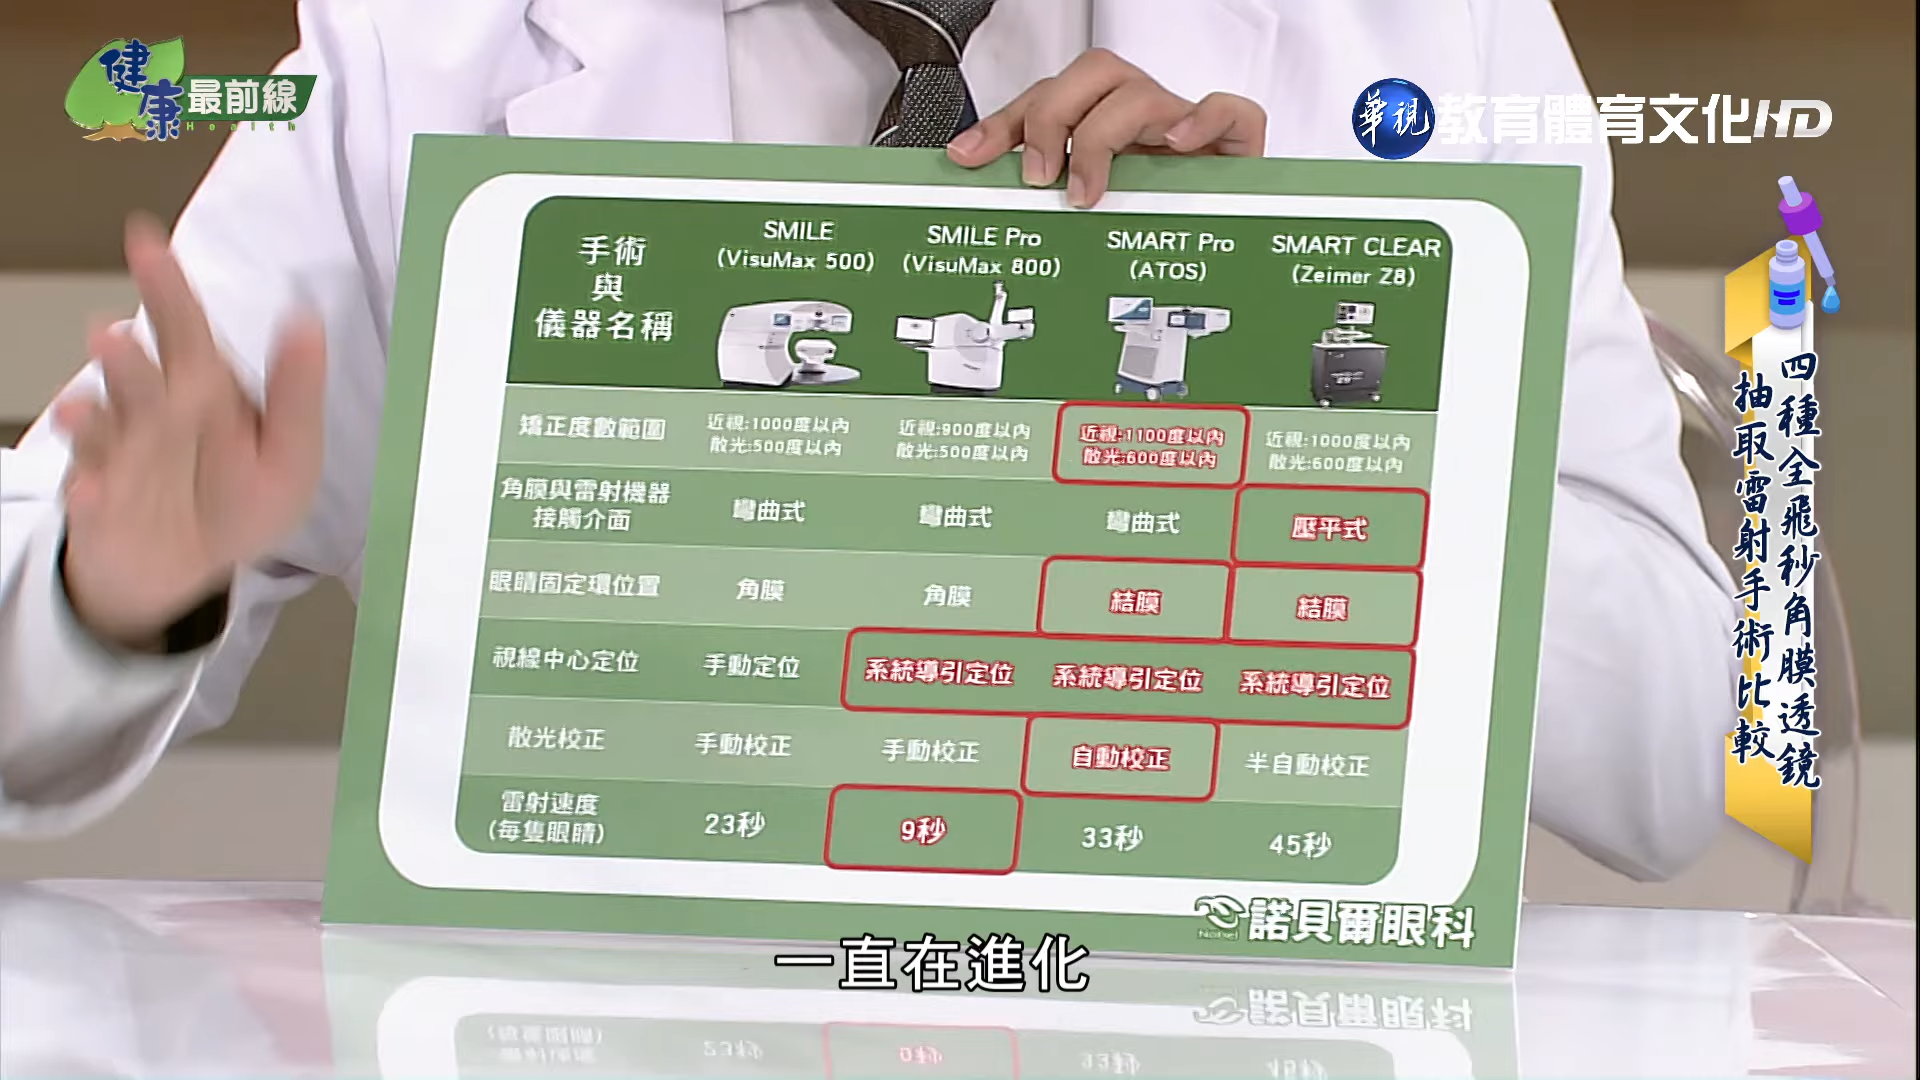 健康
最前線
Health
華視
教育體育文化HD
四種全飛秒角膜透鏡
抽取雷射手術比較
手術
與
儀器名稱
SMILE
(VisuMax 500)
SMILE Pro
(VisuMax 800)
SMART Pro
(ATOS)
SMART CLEAR
(Zeimer Z8)
矯正度數範圍
近視:1000度以內
散光:500度以內
近視:900度以內
散光:500度以內
近視:1100度以內
散光:600度以內
近視:1000度以內
散光:600度以內
角膜與雷射機器
接觸介面
彎曲式
彎曲式
彎曲式
壓平式
眼睛固定環位置
角膜
角膜
結膜
結膜
視線中心定位
手動定位
系統導引定位
系統導引定位
系統導引定位
散光校正
手動校正
手動校正
自動校正
半自動校正
雷射速度
(每隻眼睛)
23秒
9秒
33秒
45秒
Nobel
諾貝爾眼科
一直在進化